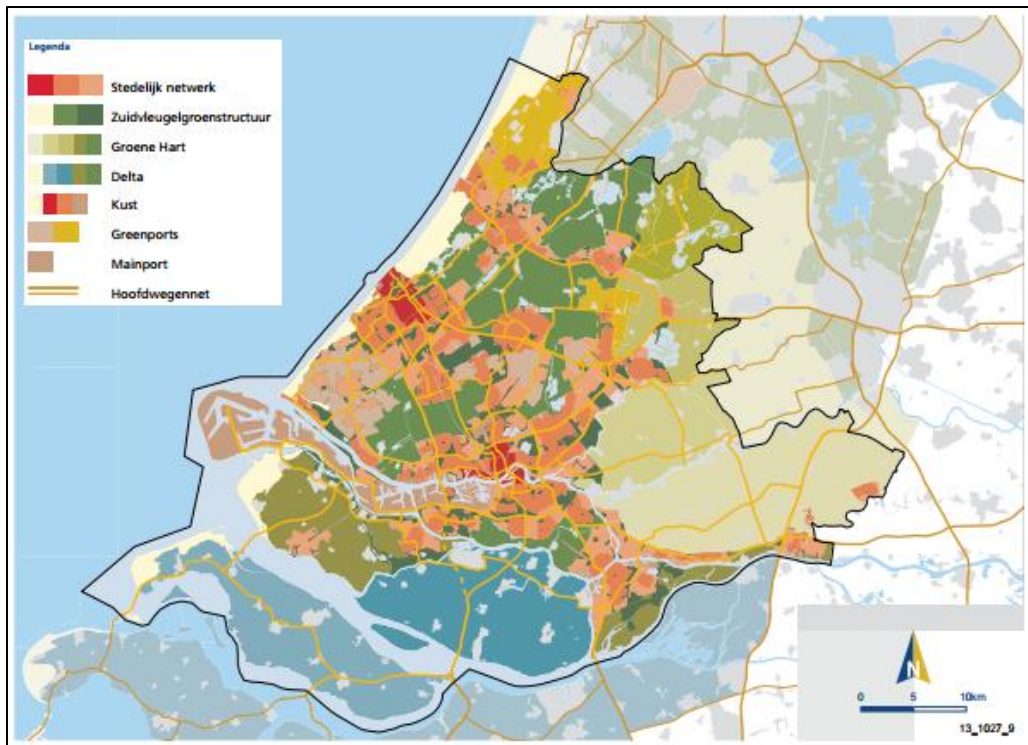 Legenda
Stedelijk netwerk
Zuidvleugelgroenstructuur
Groene Hart
Delta
Kust
Greenports
Mainport
Hoofdwegennet
N
0 5 10km
13_1027_9